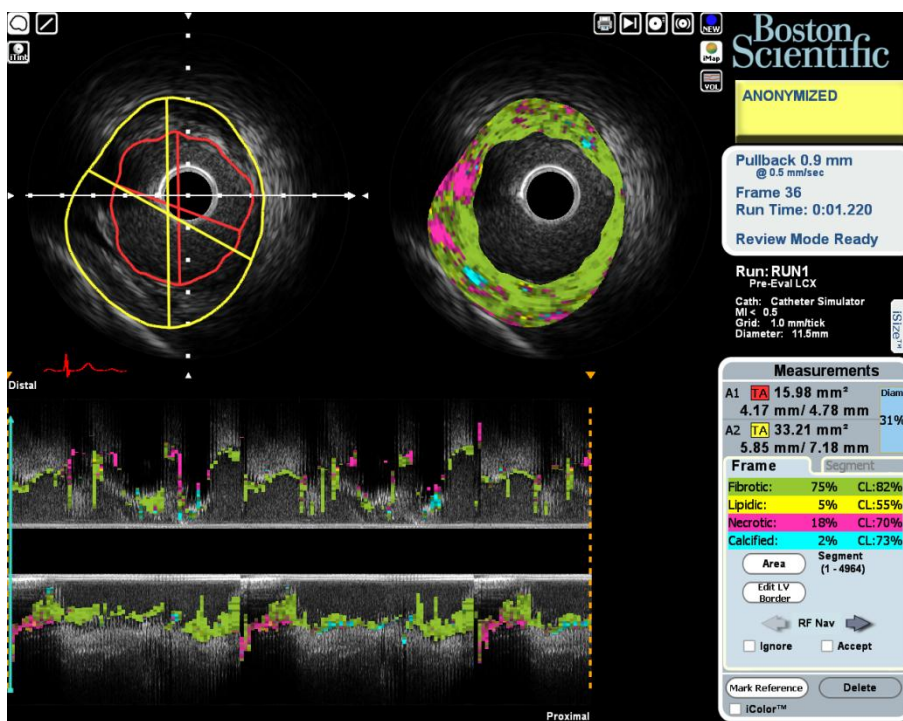 iTint
NEW
iMap
VOL
Boston
Scientific
ANONYMIZED
Pullback 0.9 mm
@ 0.5 mm/sec
Frame 36
Run Time: 0:01.220
Review Mode Ready
Run: RUN1
Pre-Eval LCX
Cath: Catheter Simulator
MI < 0.5
Grid: 1.0 mm/tick
Diameter: 11.5mm
iSize™
Distal
Measurements
A1 TA 15.98 mm²
4.17 mm/ 4.78 mm
A2 TA 33.21 mm²
5.85 mm/ 7.18 mm
Diam
31%
Frame Segment
Fibrotic: 75% CL:82%
Lipidic: 5% CL:55%
Necrotic: 18% CL:70%
Calcified: 2% CL:73%
Area
Segment
(1 - 4964)
Edit LV
Border
RF Nav
Ignore Accept
Mark Reference Delete
iColor™
Proximal